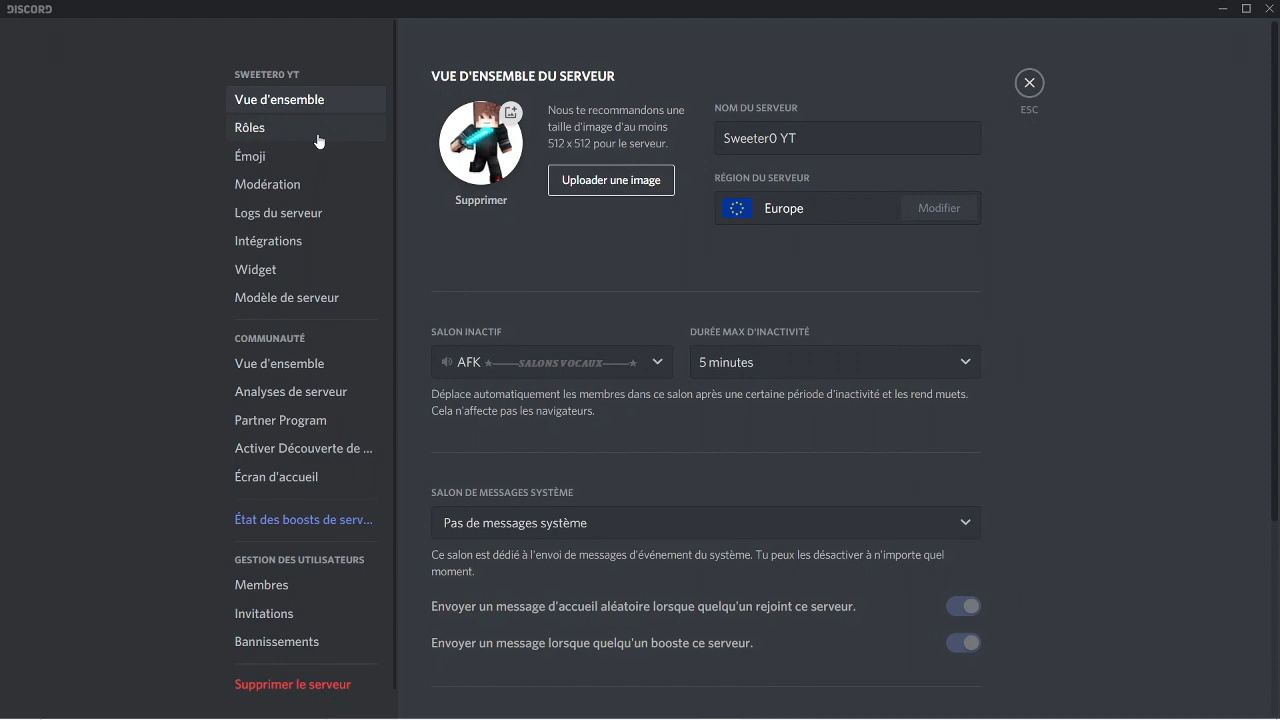 DISCORD
SWEETER0 YT
Vue d'ensemble
Rôles
Émoji
Modération
Logs du serveur
Intégrations
Widget
Modèle de serveur
COMMUNAUTÉ
Vue d'ensemble
Analyses de serveur
Partner Program
Activer Découverte de ...
Écran d'accueil
État des boosts de serv...
GESTION DES UTILISATEURS
Membres
Invitations
Bannissements
Supprimer le serveur
VUE D'ENSEMBLE DU SERVEUR
Supprimer
Nous te recommandons une
taille d'image d'au moins
512 x 512 pour le serveur.
Uploader une image
NOM DU SERVEUR
Sweeter0 YT
RÉGION DU SERVEUR
Europe
Modifier
ESC
SALON INACTIF
AFK ★——SALONS VOCAUX——★
DURÉE MAX D'INACTIVITÉ
5 minutes
Déplace automatiquement les membres dans ce salon après une certaine période d'inactivité et les rend muets.
Cela n'affecte pas les navigateurs.
SALON DE MESSAGES SYSTÈME
Pas de messages système
Ce salon est dédié à l'envoi de messages d'événement du système. Tu peux les désactiver à n'importe quel
moment.
Envoyer un message d'accueil aléatoire lorsque quelqu'un rejoint ce serveur.
Envoyer un message lorsque quelqu'un booste ce serveur.